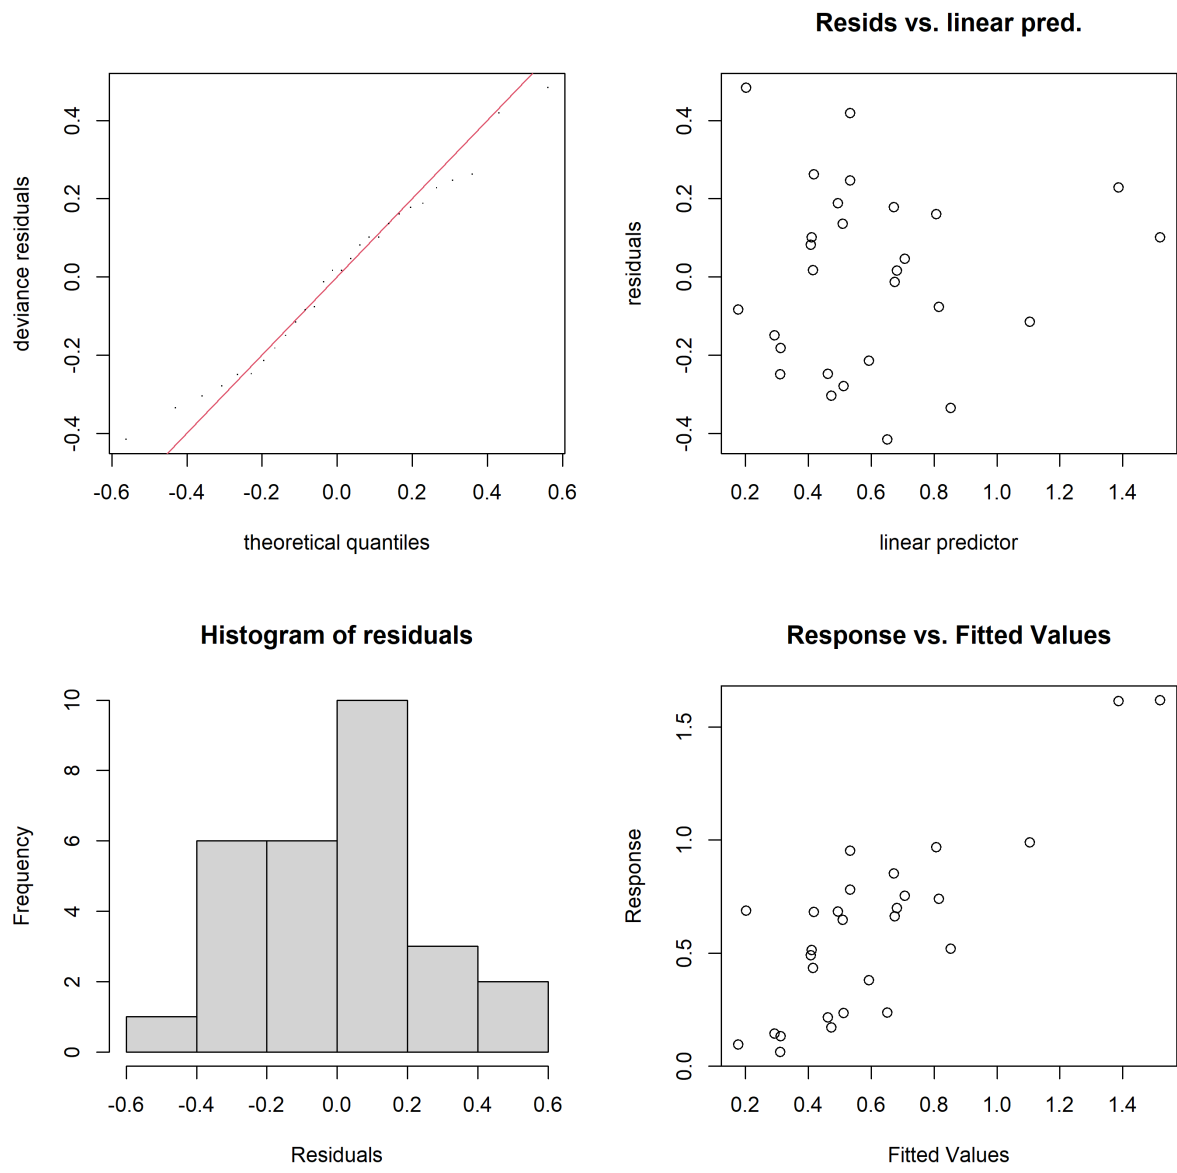 deviance residuals
0.4
0.2
0.0
-0.2
-0.4
-0.6 -0.4 -0.2 0.0 0.2 0.4 0.6
theoretical quantiles
Resids vs. linear pred.
residuals
0.4
0.2
0.0
-0.2
-0.4
0.2 0.4 0.6 0.8 1.0 1.2 1.4
linear predictor
Histogram of residuals
Frequency
10
8
6
4
2
0
-0.6 -0.4 -0.2 0.0 0.2 0.4 0.6
Residuals
Response vs. Fitted Values
Response
1.5
1.0
0.5
0.0
0.2 0.4 0.6 0.8 1.0 1.2 1.4
Fitted Values